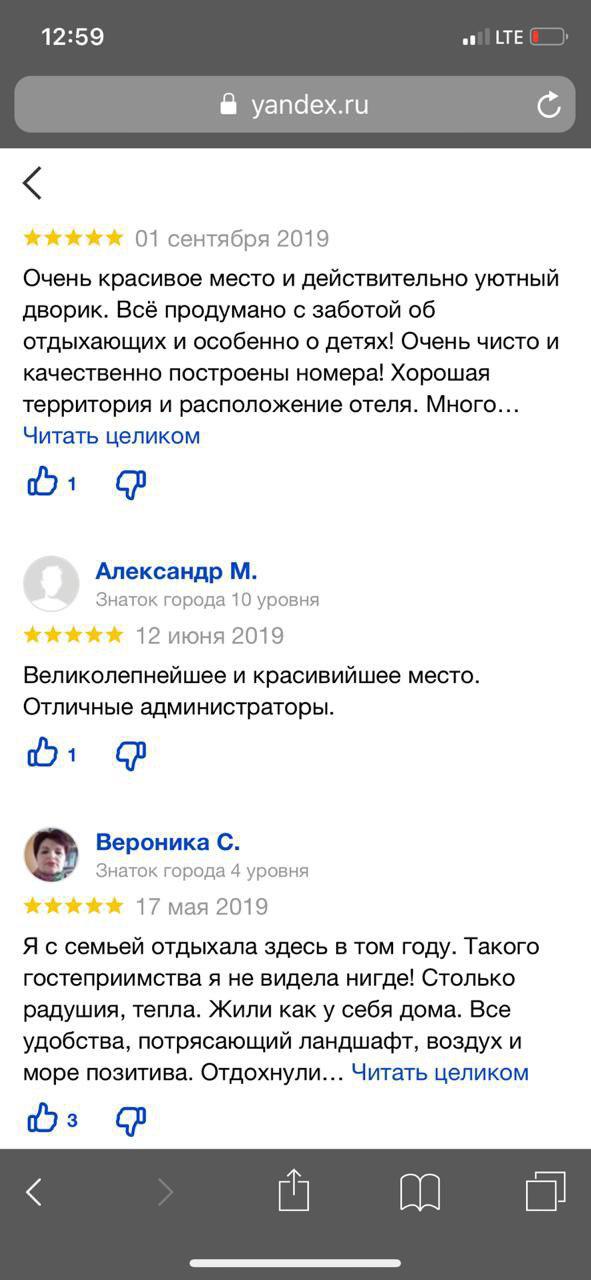 12:59
LTE
yandex.ru
01 сентября 2019
Очень красивое место и действительно уютный
дворик. Всё продумано с заботой об
отдыхающих и особенно о детях! Очень чисто и
качественно построены номера! Хорошая
территория и расположение отеля. Много…
Читать целиком
1
Александр М.
Знаток города 10 уровня
12 июня 2019
Великолепнейшее и красивийшее место.
Отличные администраторы.
1
Вероника С.
Знаток города 4 уровня
17 мая 2019
Я с семьей отдыхала здесь в том году. Такого
гостеприимства я не видела нигде! Столько
радушия, тепла. Жили как у себя дома. Все
удобства, потрясающий ландшафт, воздух и
море позитива. Отдохнули… Читать целиком
3